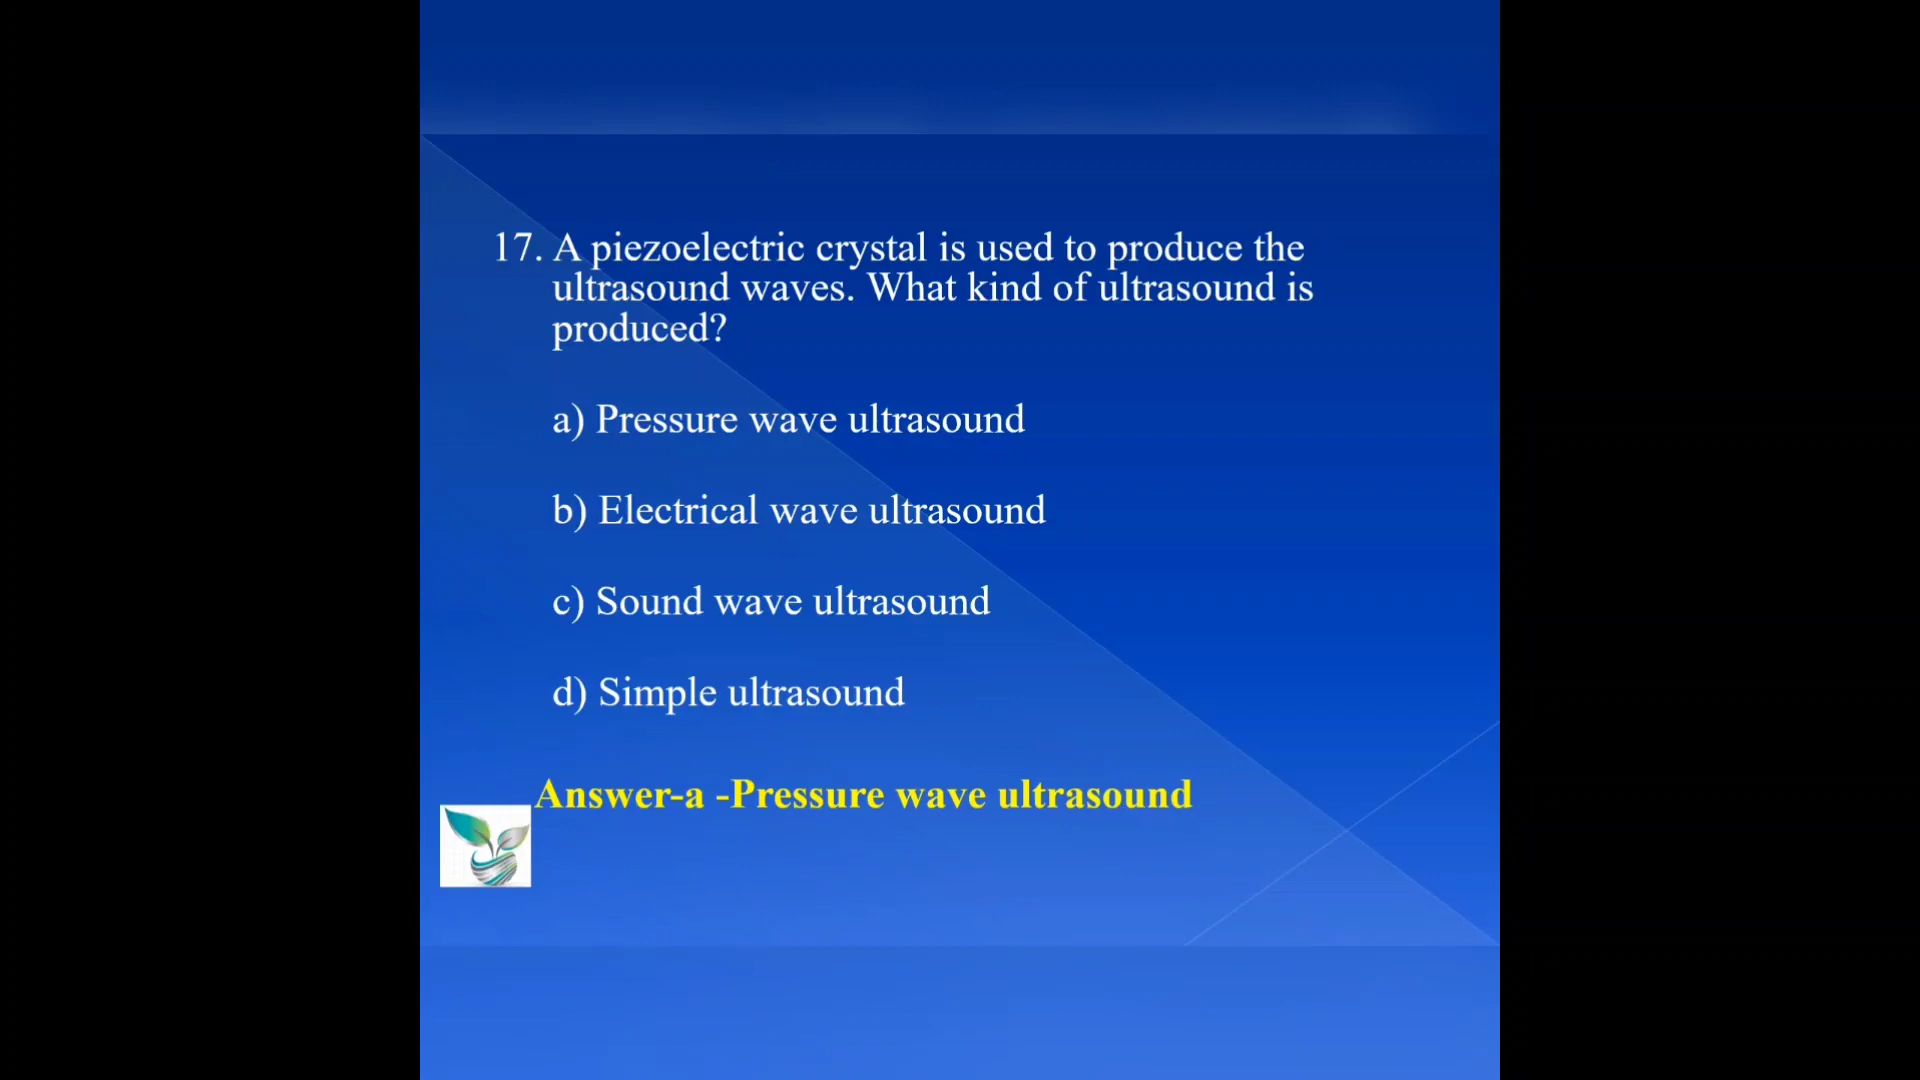 17. A piezoelectric crystal is used to produce the
ultrasound waves. What kind of ultrasound is
produced?
a) Pressure wave ultrasound
b) Electrical wave ultrasound
c) Sound wave ultrasound
d) Simple ultrasound
Answer-a -Pressure wave ultrasound